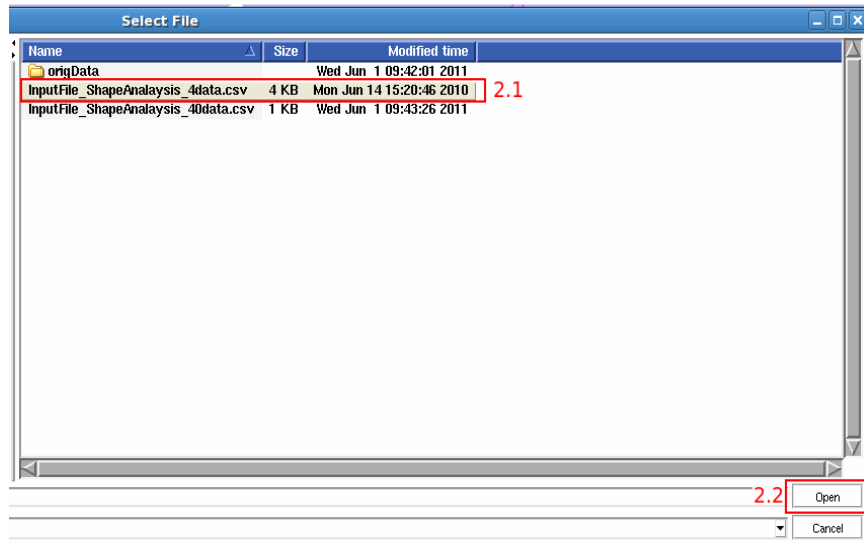 Select File
Name Size Modified time
origData Wed Jun 1 09:42:01 2011
InputFile_ShapeAnalaysis_4data.csv 4 KB Mon Jun 14 15:20:46 2010 2.1
InputFile_ShapeAnalaysis_40data.csv 1 KB Wed Jun 1 09:43:26 2011
2.2 Open
Cancel